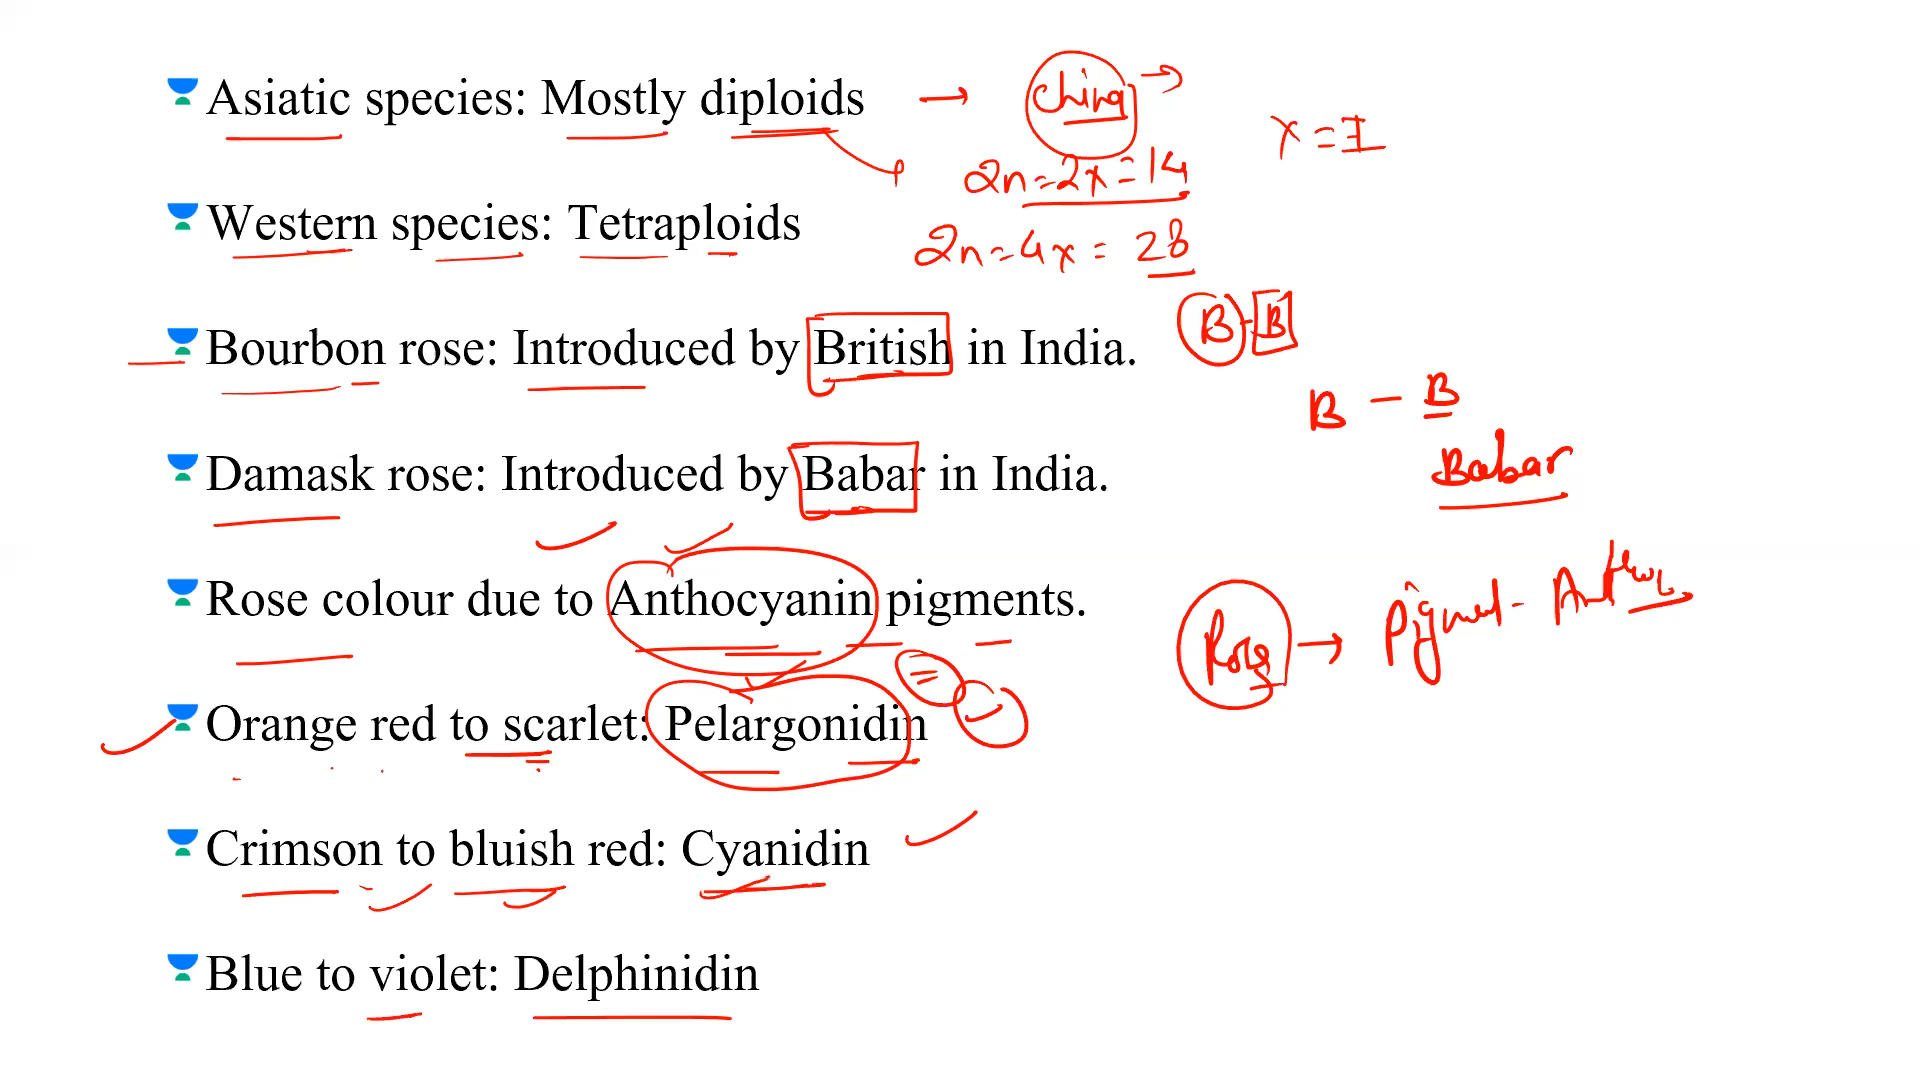 Asiatic species: Mostly diploids → China →
x = 7
2n = 2x = 14
Western species: Tetraploids
2n = 4x = 28
Bourbon rose: Introduced by British in India.
B - B
B - B
Babar
Damask rose: Introduced by Babar in India.
Rose colour due to Anthocyanin pigments.
Rose →
Orange red to scarlet: Pelargonidin
Crimson to bluish red: Cyanidin
Blue to violet: Delphinidin